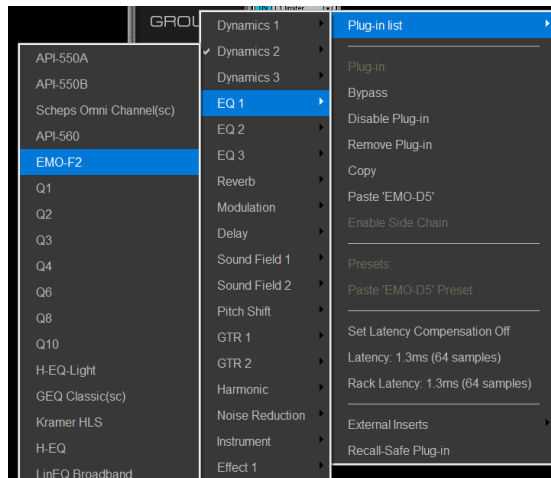 GROU
IN
Limiter
API-550A
API-550B
Scheps Omni Channel(sc)
API-560
EMO-F2
Q1
Q2
Q3
Q4
Q6
Q8
Q10
H-EQ-Light
GEQ Classic(sc)
Kramer HLS
H-EQ
LinEQ Broadband
Dynamics 1
Dynamics 2
Dynamics 3
EQ 1
EQ 2
EQ 3
Reverb
Modulation
Delay
Sound Field 1
Sound Field 2
Pitch Shift
GTR 1
GTR 2
Harmonic
Noise Reduction
Instrument
Effect 1
Plug-in list
Plug-in:
Bypass
Disable Plug-in
Remove Plug-in
Copy
Paste 'EMO-D5'
Enable Side Chain
Presets:
Paste 'EMO-D5' Preset
Set Latency Compensation Off
Latency: 1.3ms (64 samples)
Rack Latency: 1.3ms (64 samples)
External Inserts
Recall-Safe Plug-in